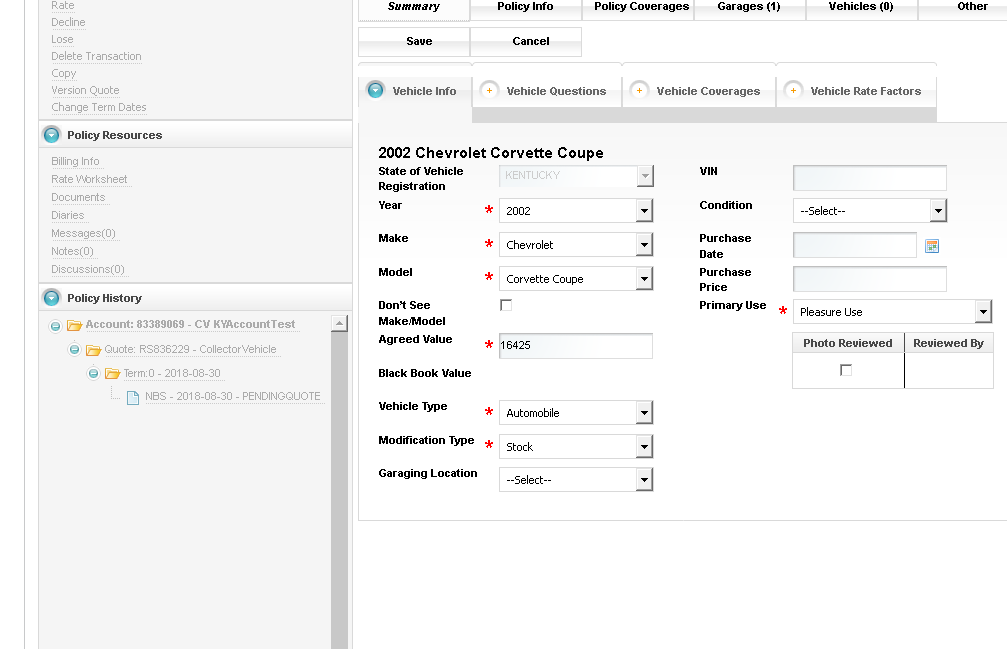 Rate
Decline
Lose
Delete Transaction
Copy
Version Quote
Change Term Dates
Policy Resources
Billing Info
Rate Worksheet
Documents
Diaries
Messages(0)
Notes(0)
Discussions(0)
Policy History
Account: 83389069 - CV KYAccountTest
Quote: RS836229 - CollectorVehicle
Term:0 - 2018-08-30
NBS - 2018-08-30 - PENDINGQUOTE
Summary Policy Info Policy Coverages Garages (1) Vehicles (0) Other
Save Cancel
Vehicle Info Vehicle Questions Vehicle Coverages Vehicle Rate Factors
2002 Chevrolet Corvette Coupe
State of Vehicle
Registration
KENTUCKY
Year * 2002
Make * Chevrolet
Model * Corvette Coupe
Don't See
Make/Model
Agreed Value * 16425
Black Book Value
Vehicle Type * Automobile
Modification Type * Stock
Garaging Location --Select--
VIN
Condition --Select--
Purchase
Date
Purchase
Price
Primary Use * Pleasure Use
Photo Reviewed Reviewed By